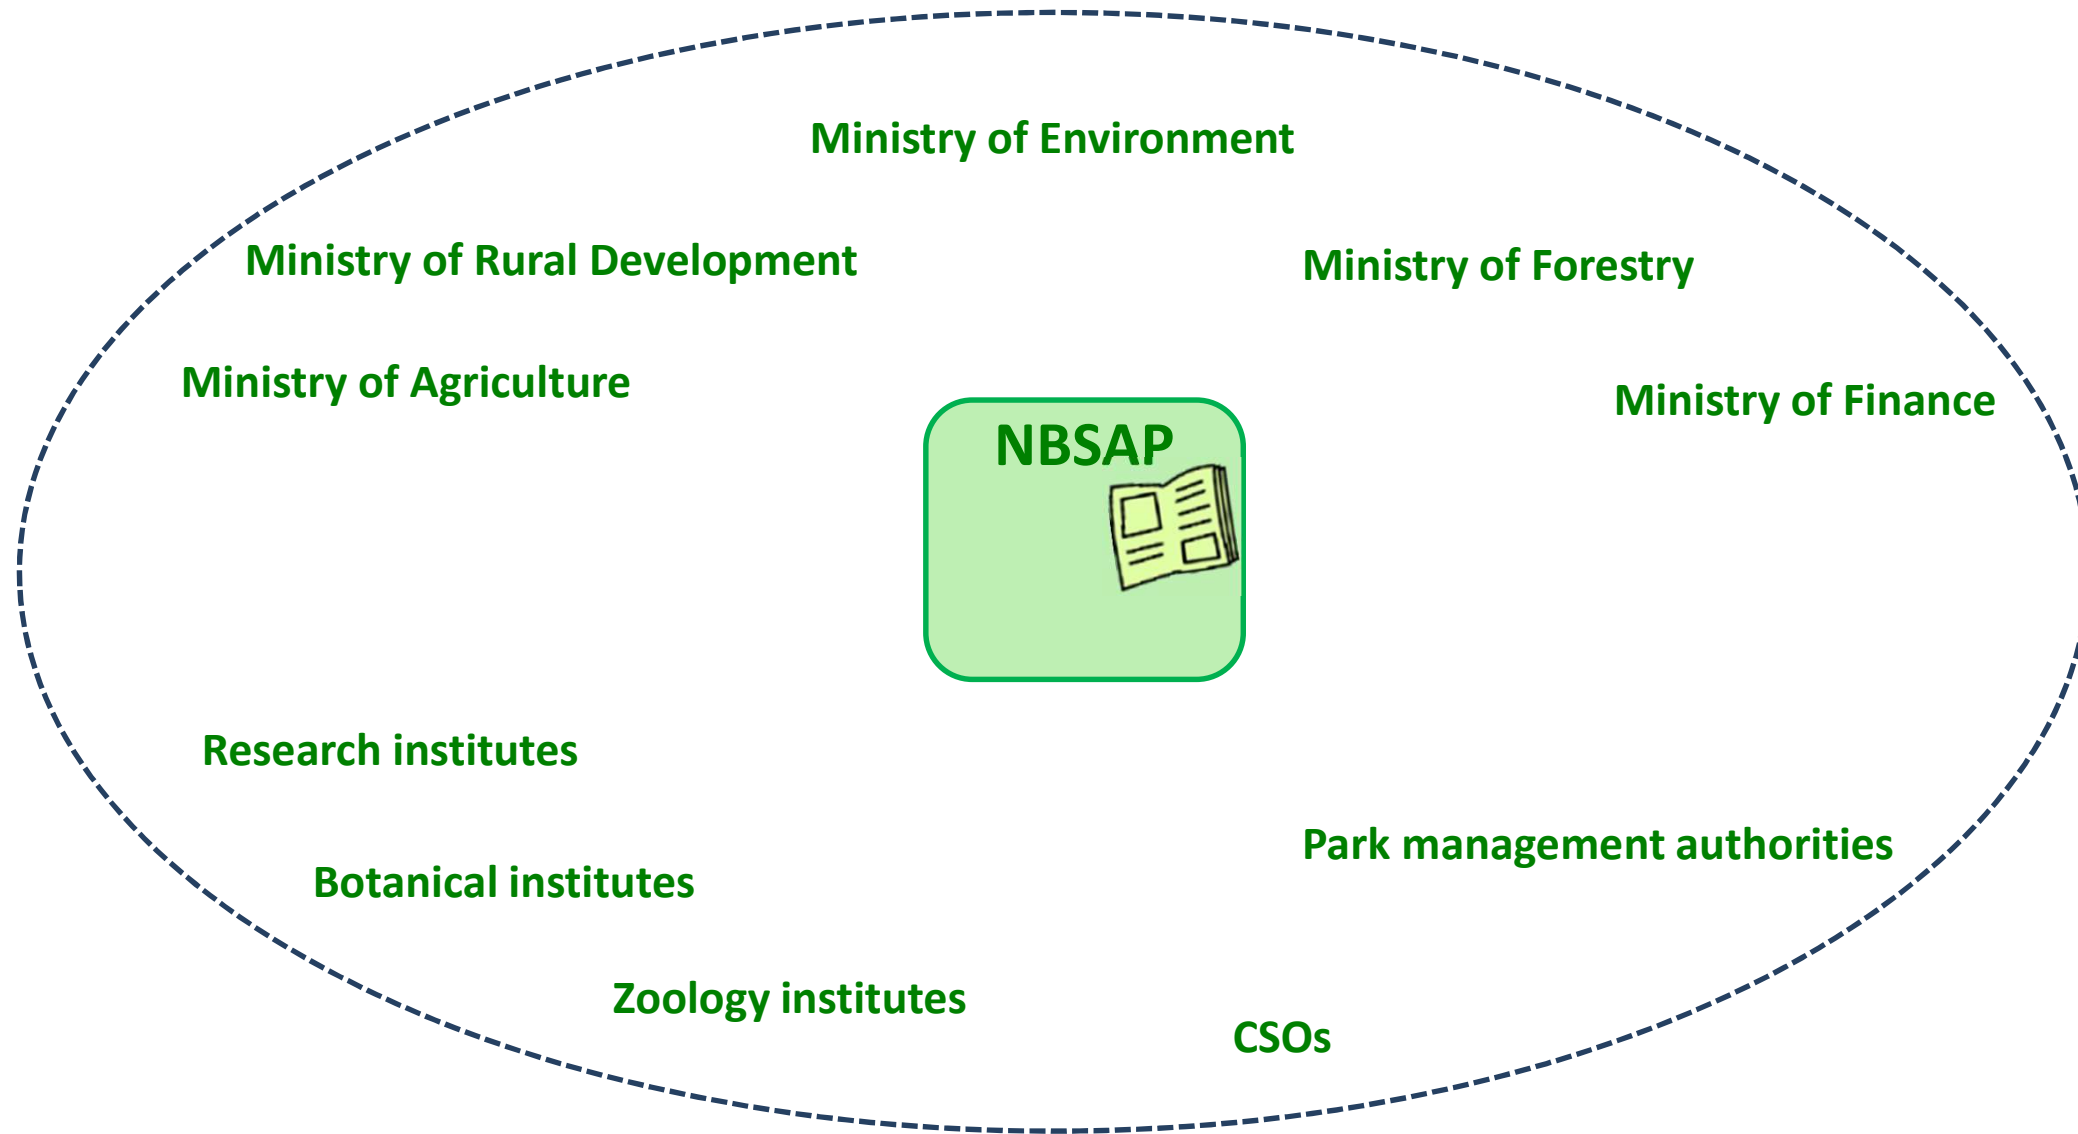 Ministry of Environment
Ministry of Rural Development
Ministry of Forestry
Ministry of Agriculture
Ministry of Finance
NBSAP
Research institutes
Park management authorities
Botanical institutes
Zoology institutes
CSOs